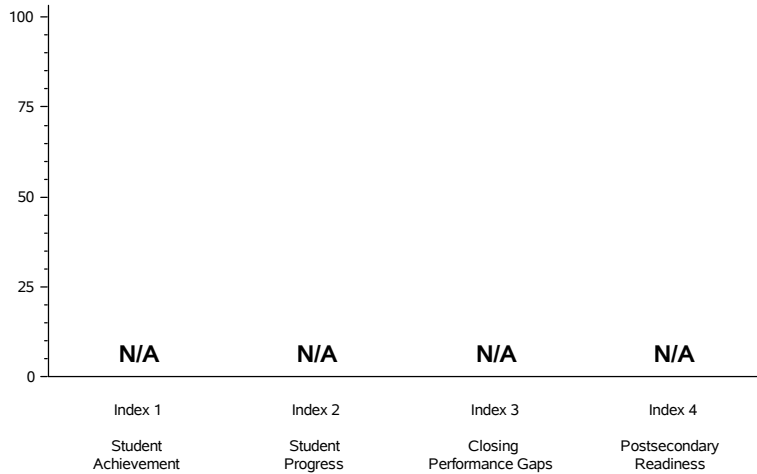 100
75
50
25
0
N/A N/A N/A N/A
Index 1 Index 2 Index 3 Index 4
Student Student Closing Postsecondary
Achievement Progress Performance Gaps Readiness